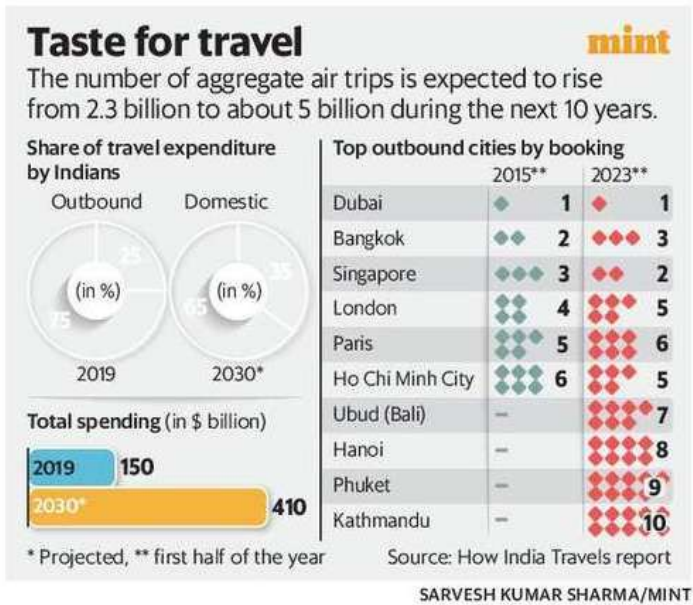 Taste for travel
mint
The number of aggregate air trips is expected to rise
from 2.3 billion to about 5 billion during the next 10 years.
Share of travel expenditure
by Indians
Outbound Domestic
25
75
(in %)
35
65
(in %)
2019 2030*
Total spending (in $ billion)
2019 150
2030* 410
Top outbound cities by booking
2015** 2023**
Dubai 1 1
Bangkok 2 3
Singapore 3 2
London 4 5
Paris 5 6
Ho Chi Minh City 6 5
Ubud (Bali) – 7
Hanoi – 8
Phuket – 9
Kathmandu – 10
* Projected, ** first half of the year
Source: How India Travels report
SARVESH KUMAR SHARMA/MINT